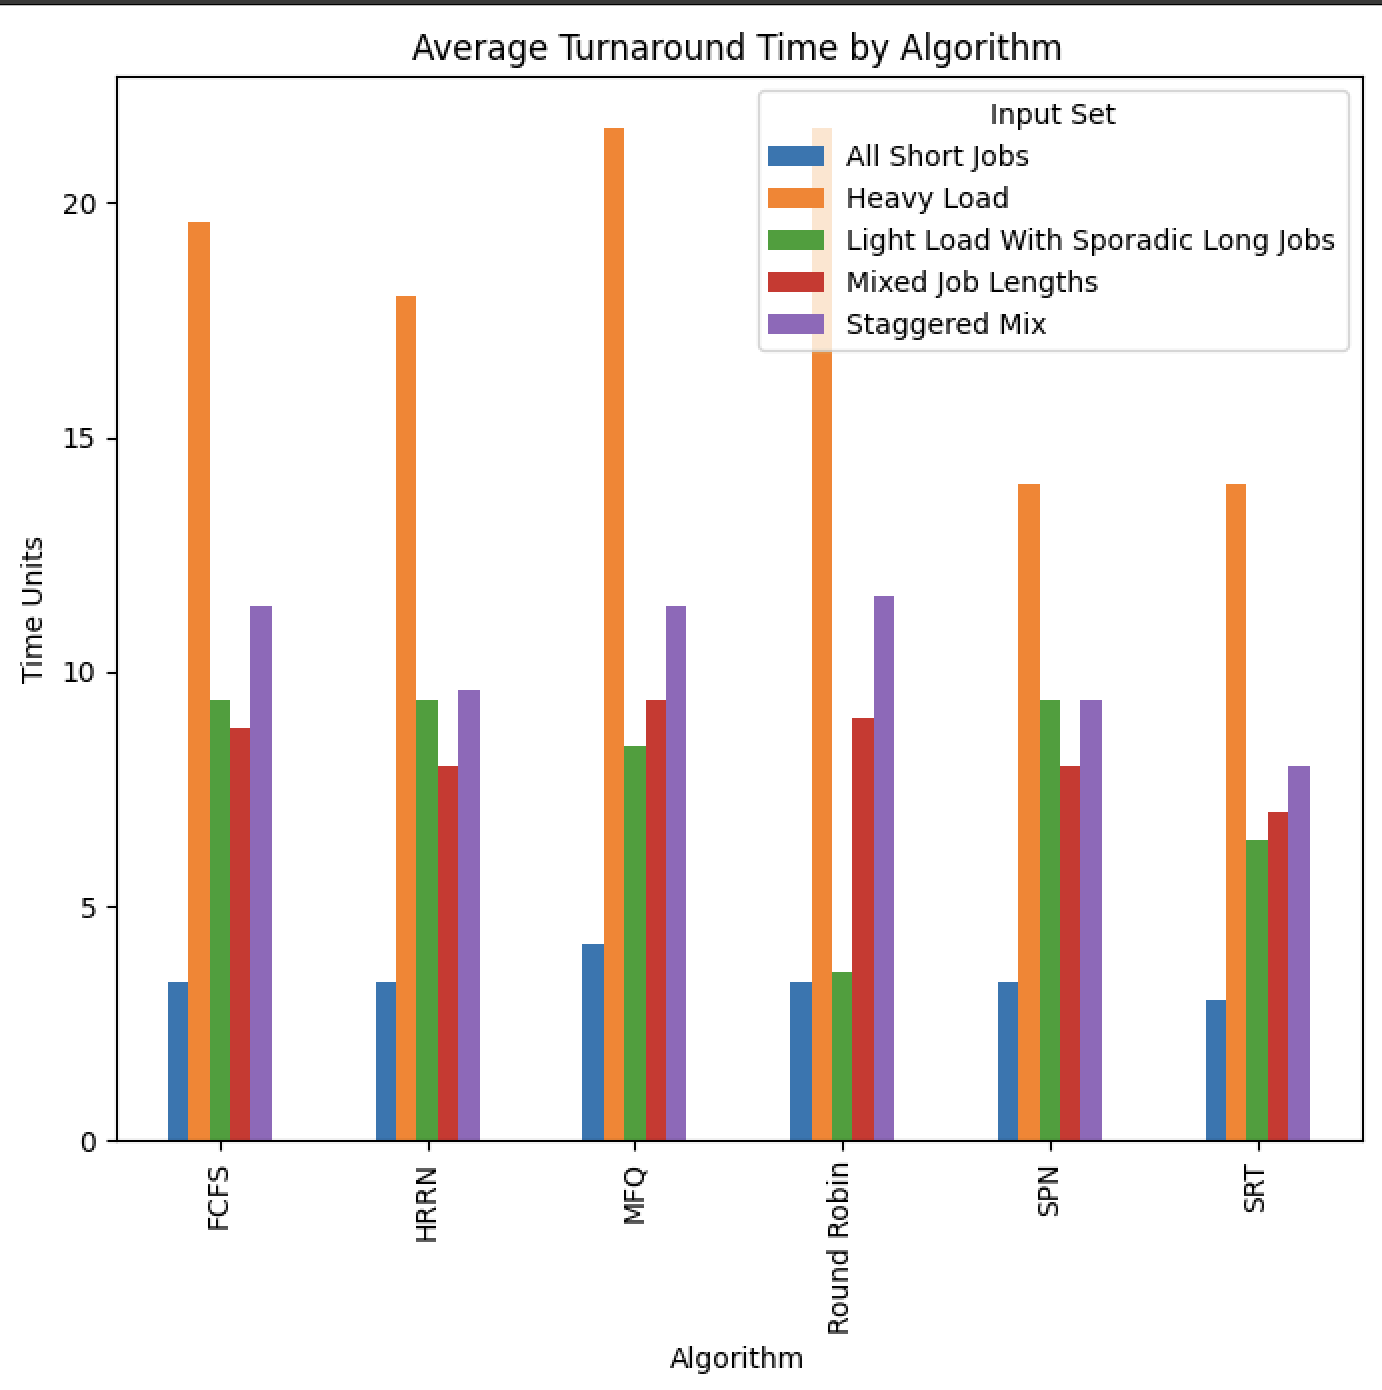 Average Turnaround Time by Algorithm
Input Set
All Short Jobs
Heavy Load
Light Load With Sporadic Long Jobs
Mixed Job Lengths
Staggered Mix
Time Units
20
15
10
5
0
FCFS
HRRN
MFQ
Round Robin
SPN
SRT
Algorithm